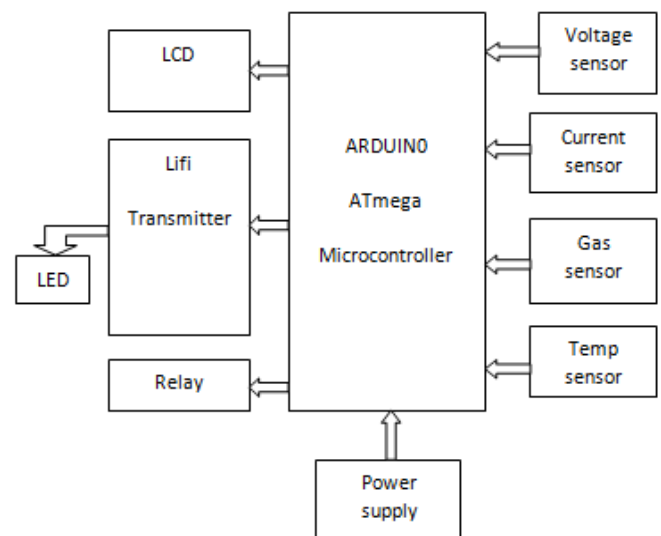 LCD
Lifi
Transmitter
LED
Relay
ARDUIN0
ATmega
Microcontroller
Voltage
sensor
Current
sensor
Gas
sensor
Temp
sensor
Power
supply